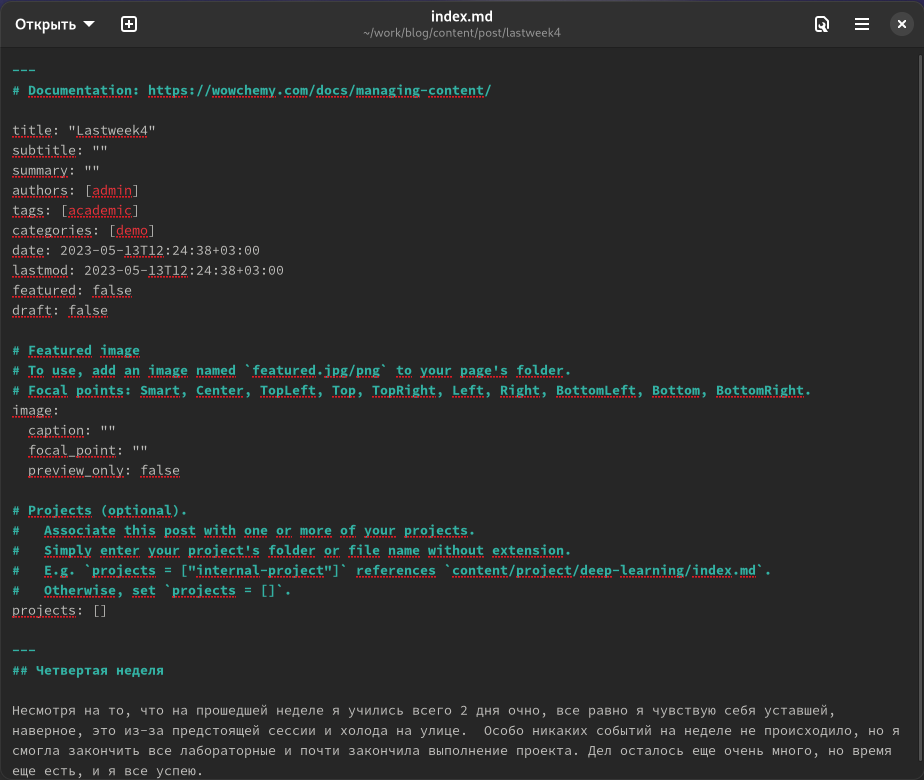 Открыть
index.md
~/work/blog/content/post/lastweek4
---
# Documentation: https://wowchemy.com/docs/managing-content/
title: "Lastweek4"
subtitle: ""
summary: ""
authors: [admin]
tags: [academic]
categories: [demo]
date: 2023-05-13T12:24:38+03:00
lastmod: 2023-05-13T12:24:38+03:00
featured: false
draft: false
# Featured image
# To use, add an image named `featured.jpg/png` to your page's folder.
# Focal points: Smart, Center, TopLeft, Top, TopRight, Left, Right, BottomLeft, Bottom, BottomRight.
image:
  caption: ""
  focal_point: ""
  preview_only: false
# Projects (optional).
#   Associate this post with one or more of your projects.
#   Simply enter your project's folder or file name without extension.
#   E.g. `projects = ["internal-project"]` references `content/project/deep-learning/index.md`.
#   Otherwise, set `projects = []`.
projects: []
---
## Четвертая неделя
Несмотря на то, что на прошедшей неделе я учились всего 2 дня очно, все равно я чувствую себя уставшей,
наверное, это из-за предстоящей сессии и холода на улице.  Особо никаких событий на неделе не происходило, но я
смогла закончить все лабораторные и почти закончила выполнение проекта. Дел осталось еще очень много, но время
еще есть, и я все успею.